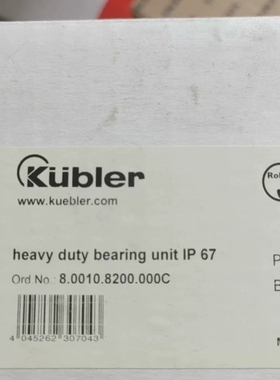 Kübler
www.kuebler.com
heavy duty bearing unit IP 67
Ord No.: 8.0010.8200.000C
4 045262 307043